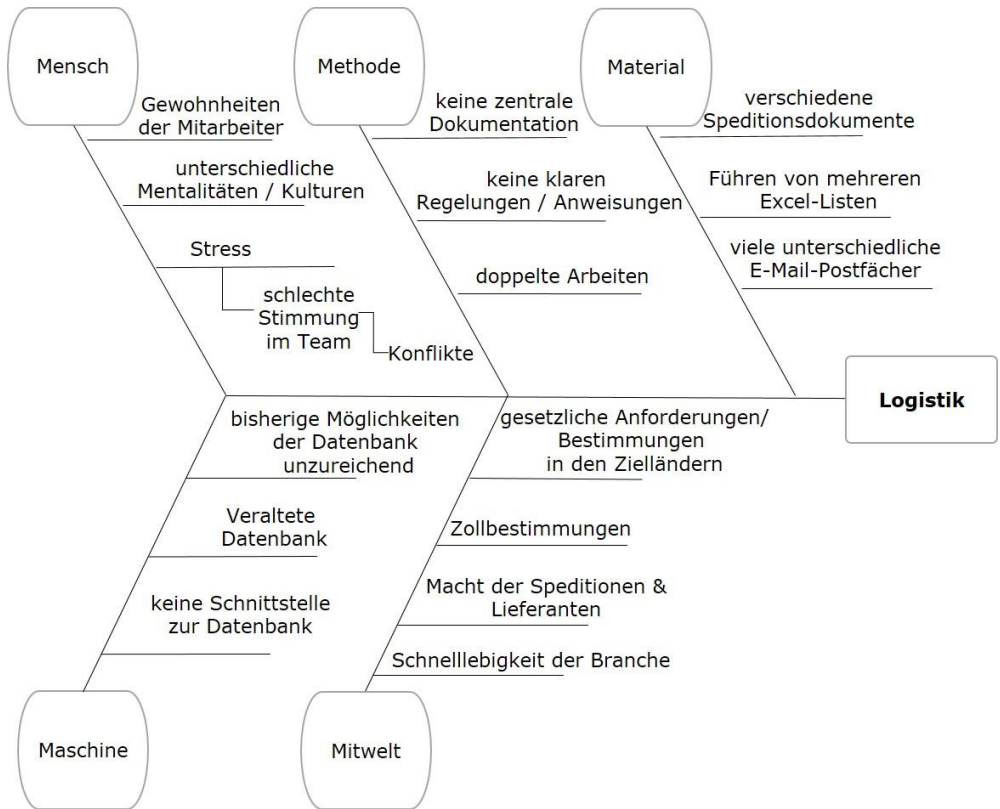 Mensch
Methode
Material
Gewohnheiten
der Mitarbeiter
unterschiedliche
Mentalitäten / Kulturen
Stress
schlechte
Stimmung
im Team
Konflikte
keine zentrale
Dokumentation
keine klaren
Regelungen / Anweisungen
doppelte Arbeiten
verschiedene
Speditionsdokumente
Führen von mehreren
Excel-Listen
viele unterschiedliche
E-Mail-Postfächer
Logistik
bisherige Möglichkeiten
der Datenbank
unzureichend
Veraltete
Datenbank
keine Schnittstelle
zur Datenbank
gesetzliche Anforderungen/
Bestimmungen
in den Zielländern
Zollbestimmungen
Macht der Speditionen &
Lieferanten
Schnelllebigkeit der Branche
Maschine
Mitwelt